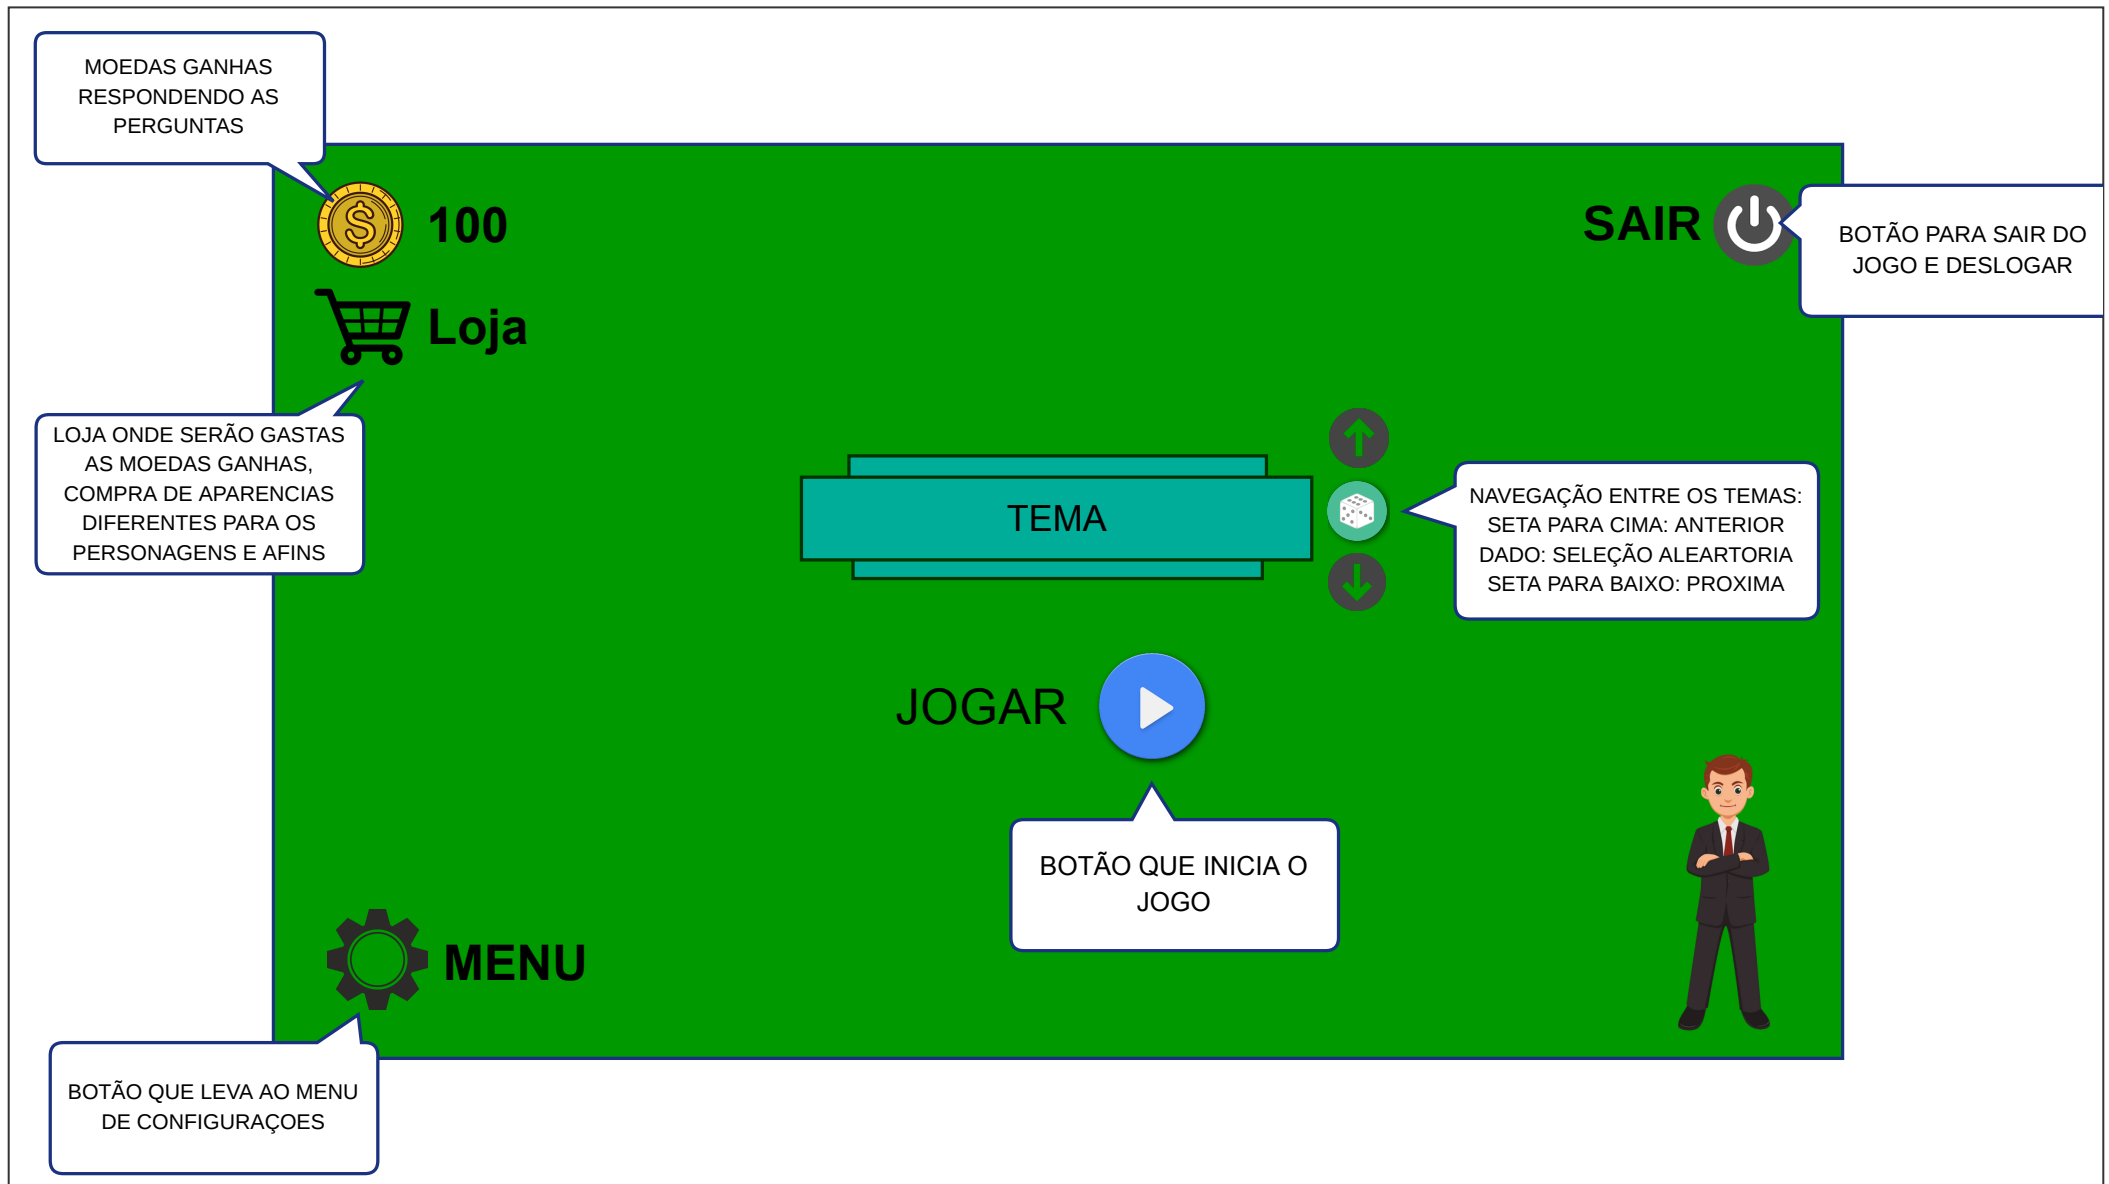 MOEDAS GANHAS
RESPONDENDO AS
PERGUNTAS
100
SAIR
BOTÃO PARA SAIR DO
JOGO E DESLOGAR
Loja
LOJA ONDE SERÃO GASTAS
AS MOEDAS GANHAS,
COMPRA DE APARENCIAS
DIFERENTES PARA OS
PERSONAGENS E AFINS
TEMA
NAVEGAÇÃO ENTRE OS TEMAS:
SETA PARA CIMA: ANTERIOR
DADO: SELEÇÃO ALEARTORIA
SETA PARA BAIXO: PROXIMA
JOGAR
BOTÃO QUE INICIA O
JOGO
MENU
BOTÃO QUE LEVA AO MENU
DE CONFIGURAÇOES